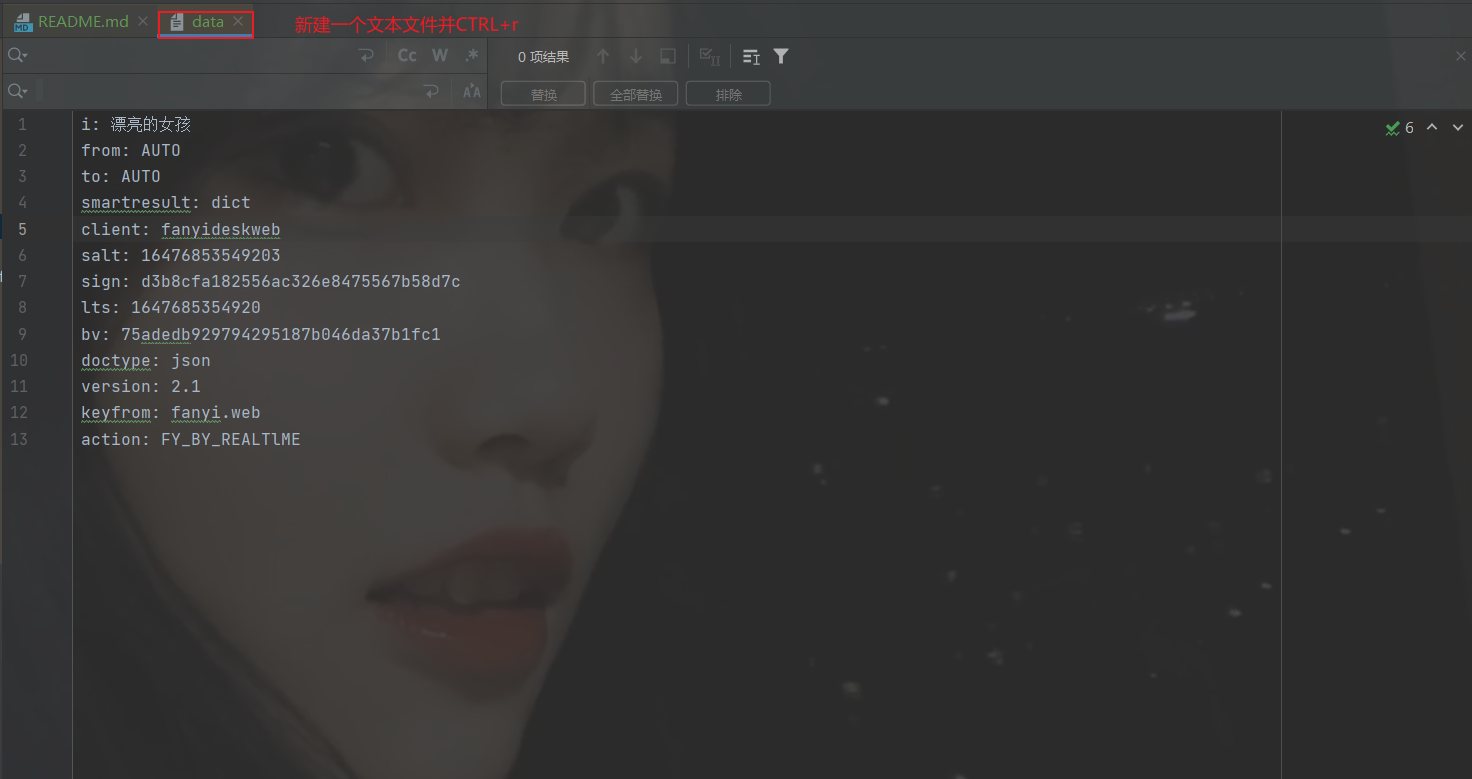 README.md data 新建一个文本文件并CTRL+r
Cc W .* 0 项结果
替换 全部替换 排除
1 i: 漂亮的女孩 6
2 from: AUTO
3 to: AUTO
4 smartresult: dict
5 client: fanyideskweb
6 salt: 16476853549203
7 sign: d3b8cfa182556ac326e8475567b58d7c
8 lts: 1647685354920
9 bv: 75adedb929794295187b046da37b1fc1
10 doctype: json
11 version: 2.1
12 keyfrom: fanyi.web
13 action: FY_BY_REALTlME